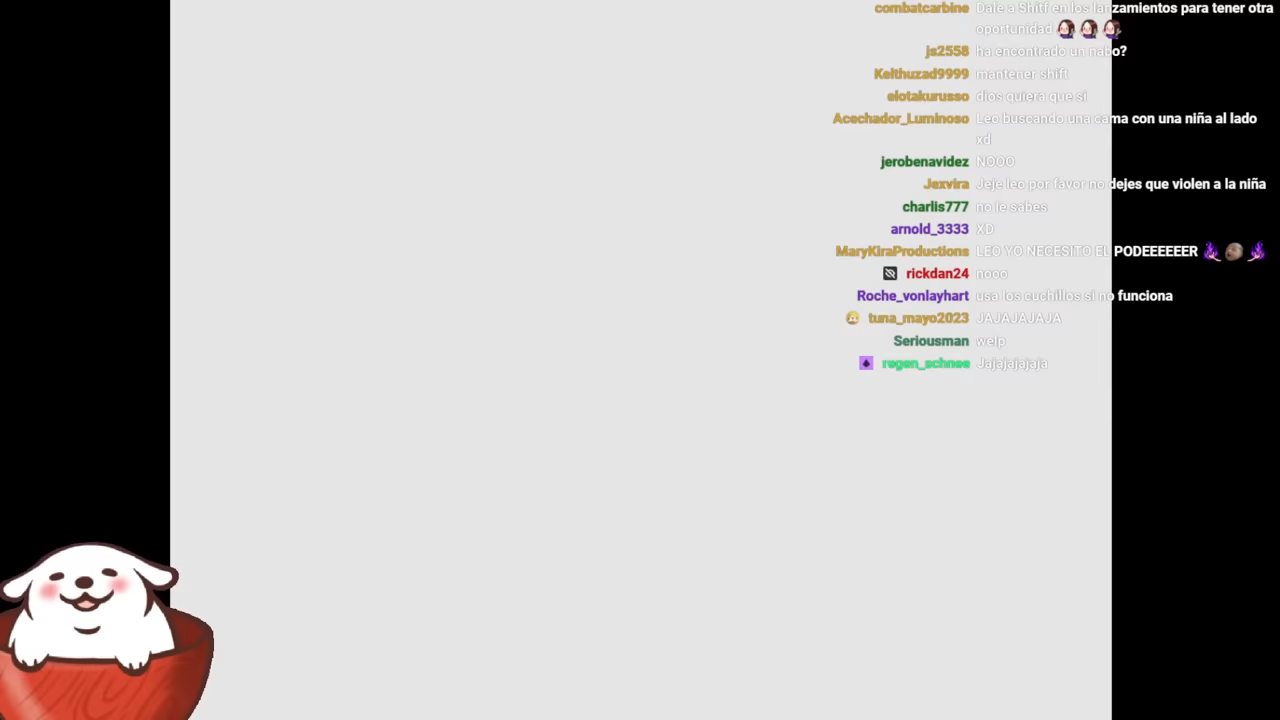 combatcarbine Dale a Shitf en los lanzamientos para tener otra
oportunidad
js2558 ha encontrado un nabo?
Kelthuzad9999 mantener shift
elotakurusso dios quiera que si
Acechador_Luminoso Leo buscando una cama con una niña al lado
xd
jerobenavidez NOOO
Jexvira Jeje leo por favor no dejes que violen a la niña
charlis777 no le sabes
arnold_3333 XD
MaryKiraProductions LEO YO NECESITO EL PODEEEEEER
rickdan24 nooo
Roche_vonlayhart usa los cuchillos si no funciona
tuna_mayo2023 JAJAJAJAJA
Seriousman welp
regen_schnee Jajajajajaja